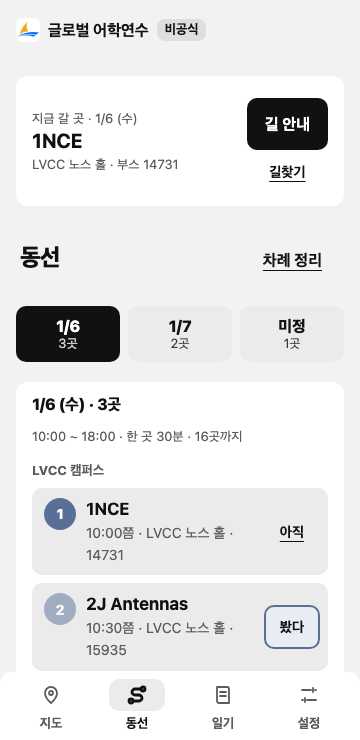 글로벌 어학연수 비공식
지금 갈 곳 · 1/6 (수)
1NCE
LVCC 노스 홀 · 부스 14731
길 안내
길찾기
동선
차례 정리
1/6
3곳
1/7
2곳
미정
1곳
1/6 (수) · 3곳
10:00 ~ 18:00 · 한 곳 30분 · 16곳까지
LVCC 캠퍼스
1
1NCE
10:00쯤 · LVCC 노스 홀 ·
14731
아직
2
2J Antennas
10:30쯤 · LVCC 노스 홀 ·
15935
봤다
지도
동선
일기
설정